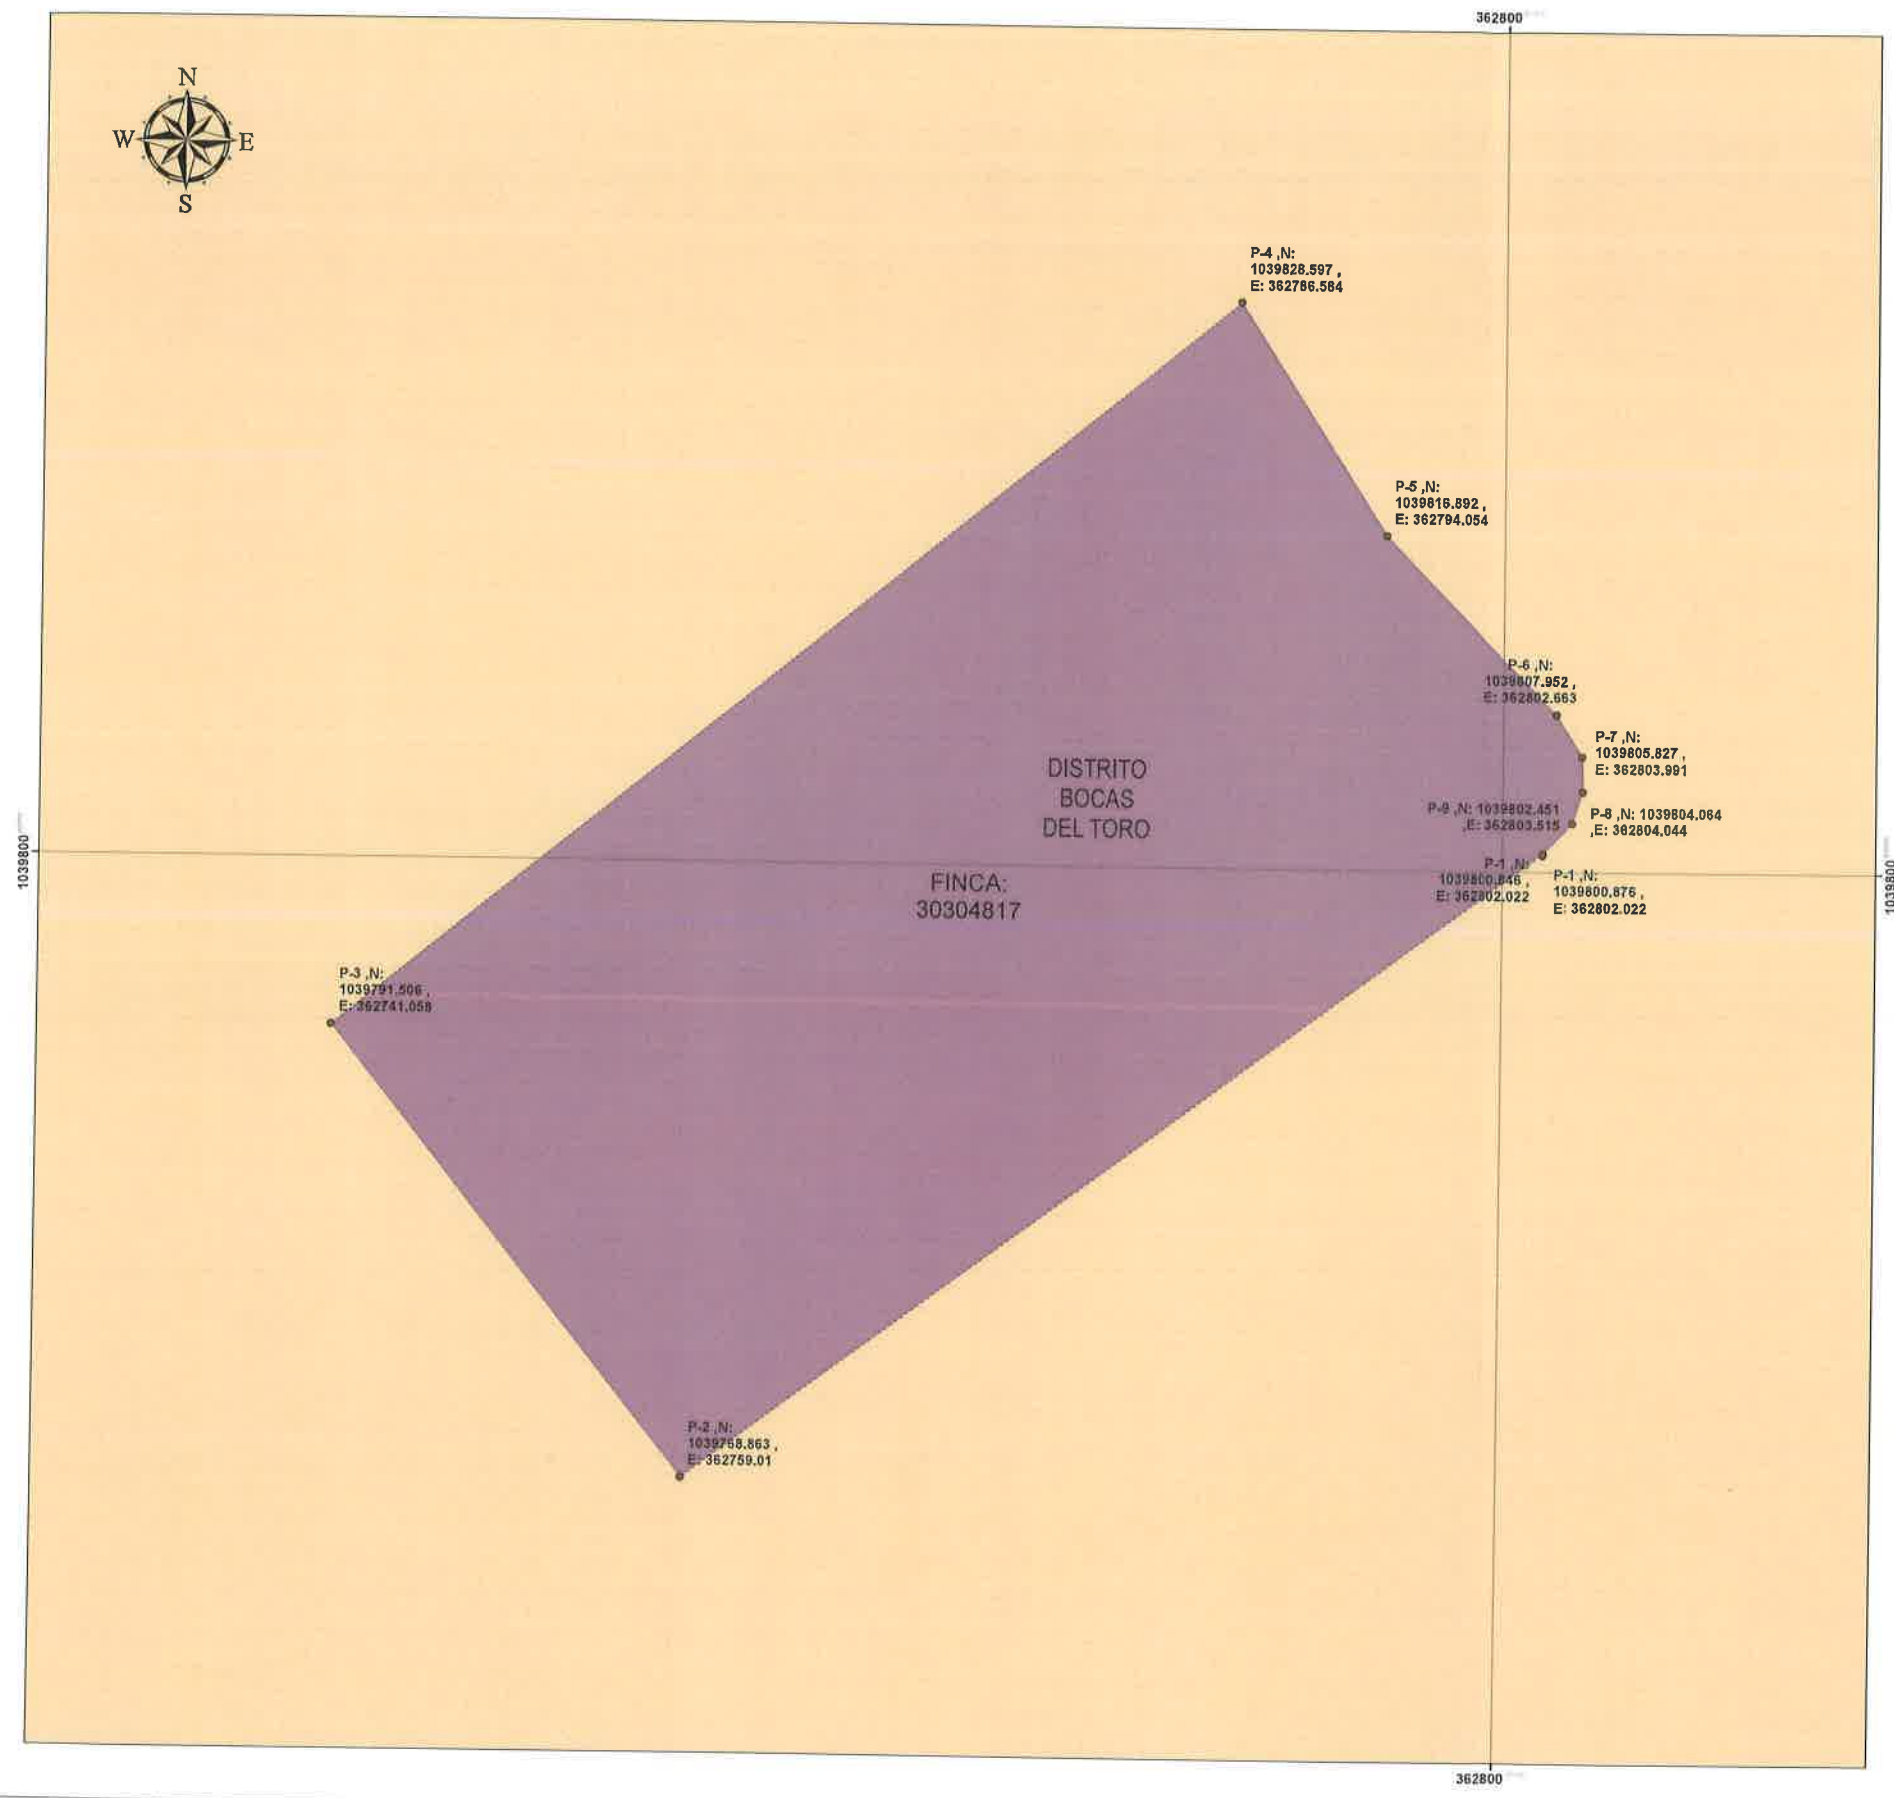 362800
N
W E
S
P-4 ,N:
1039828.597 ,
E: 362786.564
P-5 ,N:
1039816.892 ,
E: 362794.054
P-6 ,N:
1039807.952 ,
E: 362802.663
P-7 ,N:
1039805.827 ,
E: 362803.991
DISTRITO
BOCAS
DEL TORO
P-9 ,N: 1039802.451
,E: 362803.515
P-8 ,N: 1039804.064
,E: 362804.044
1039800
1039800
P-1 ,N:
1039800.846 ,
E: 362802.022
P-1 ,N:
1039800.876 ,
E: 362802.022
FINCA:
30304817
P-3 ,N:
1039791.506 ,
E: 362741.058
P-2 ,N:
1039768.863 ,
E: 362759.01
362800